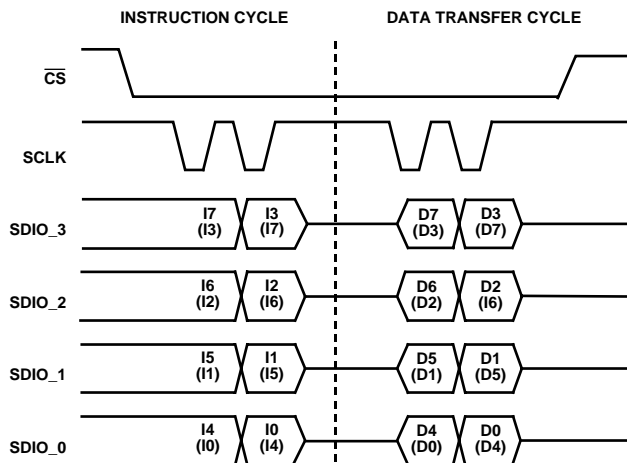 INSTRUCTION CYCLE DATA TRANSFER CYCLE
CS
SCLK
SDIO_3 I7 I3 D7 D3
(I3) (I7) (D3) (D7)
SDIO_2 I6 I2 D6 D2
(I2) (I6) (D2) (I6)
SDIO_1 I5 I1 D5 D1
(I1) (I5) (D1) (D5)
SDIO_0 I4 I0 D4 D0
(I0) (I4) (D0) (D4)